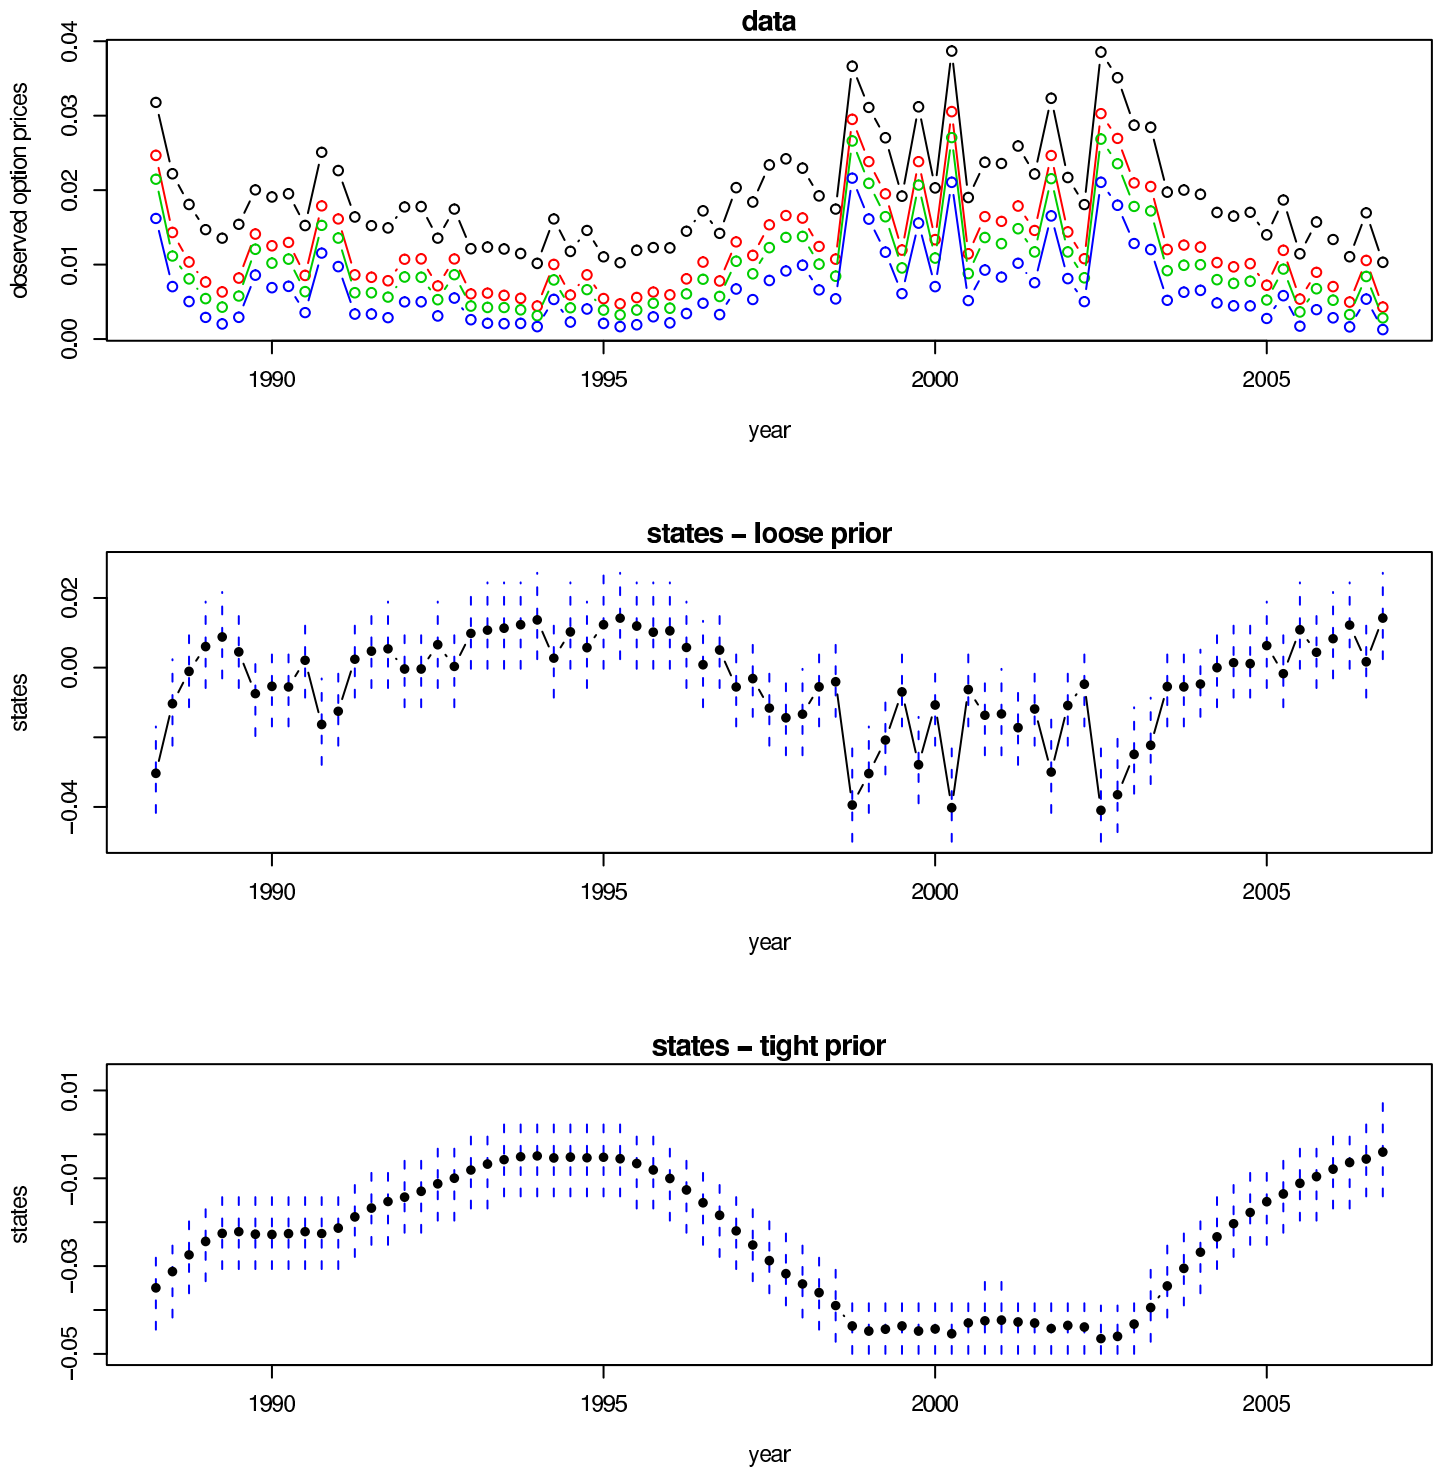 data
observed option prices
0.04
0.03
0.02
0.01
0.00
1990 1995 2000 2005
year
states – loose prior
states
0.02
0.00
−0.04
1990 1995 2000 2005
year
states – tight prior
states
0.01
−0.01
−0.03
−0.05
1990 1995 2000 2005
year